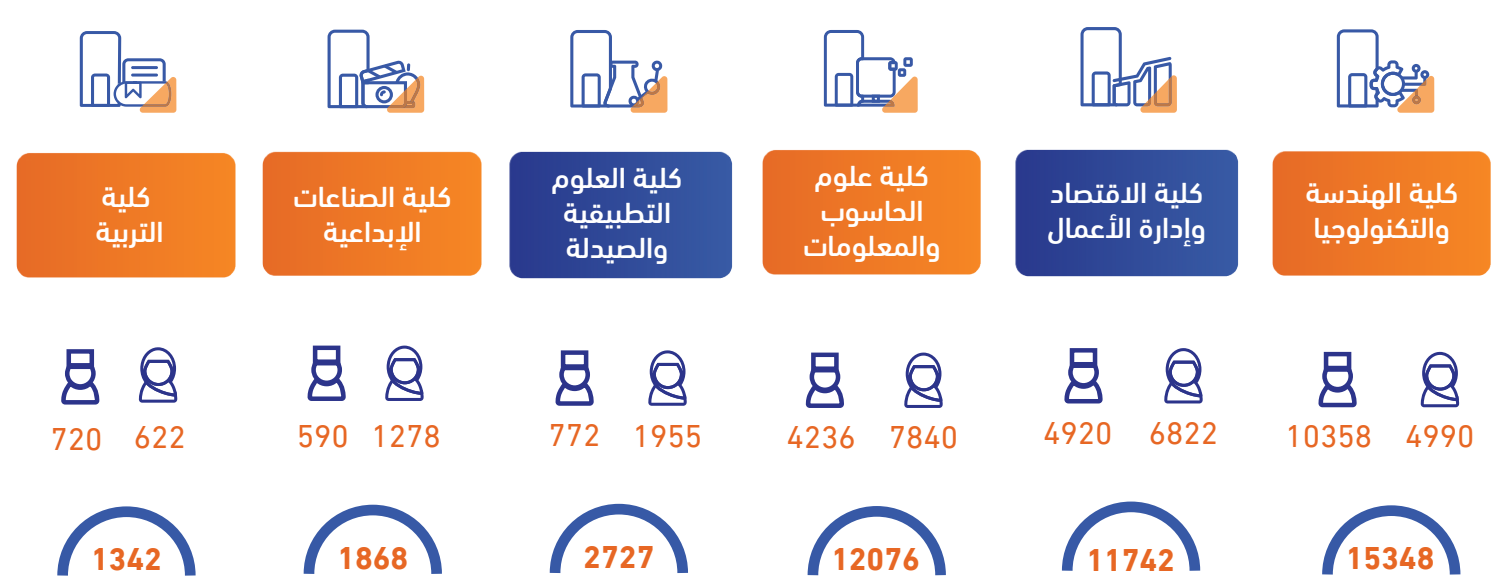 كلية الهندسة
والتكنولوجيا
كلية الاقتصاد
وإدارة الأعمال
كلية علوم
الحاسوب
والمعلومات
كلية العلوم
التطبيقية
والصيدلة
كلية الصناعات
الإبداعية
كلية
التربية
4990 10358
6822 4920
7840 4236
1955 772
1278 590
622 720
15348
11742
12076
2727
1868
1342